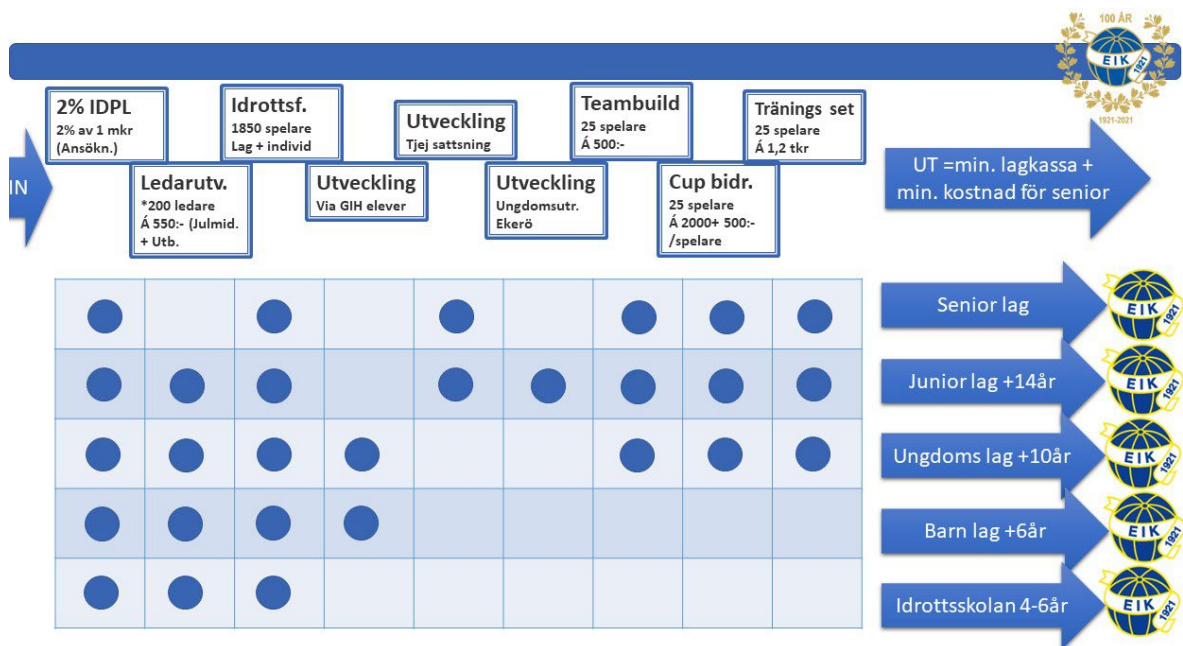 100 ÅR
EIK
1921
1921-2021
IN
2% IDPL
2% av 1 mkr
(Ansökn.)
Ledarutv.
*200 ledare
Á 550:- (Julmid.
+ Utb.
Idrottsf.
1850 spelare
Lag + individ
Utveckling
Via GIH elever
Utveckling
Tjej sattsning
Utveckling
Ungdomsutr.
Ekerö
Teambuild
25 spelare
Á 500:-
Cup bidr.
25 spelare
Á 2000+ 500:-
/spelare
Tränings set
25 spelare
Á 1,2 tkr
UT =min. lagkassa +
min. kostnad för senior
Senior lag
EIK
1921
Junior lag +14år
EIK
1921
Ungdoms lag +10år
EIK
1921
Barn lag +6år
EIK
1921
Idrottsskolan 4-6år
EIK
1921